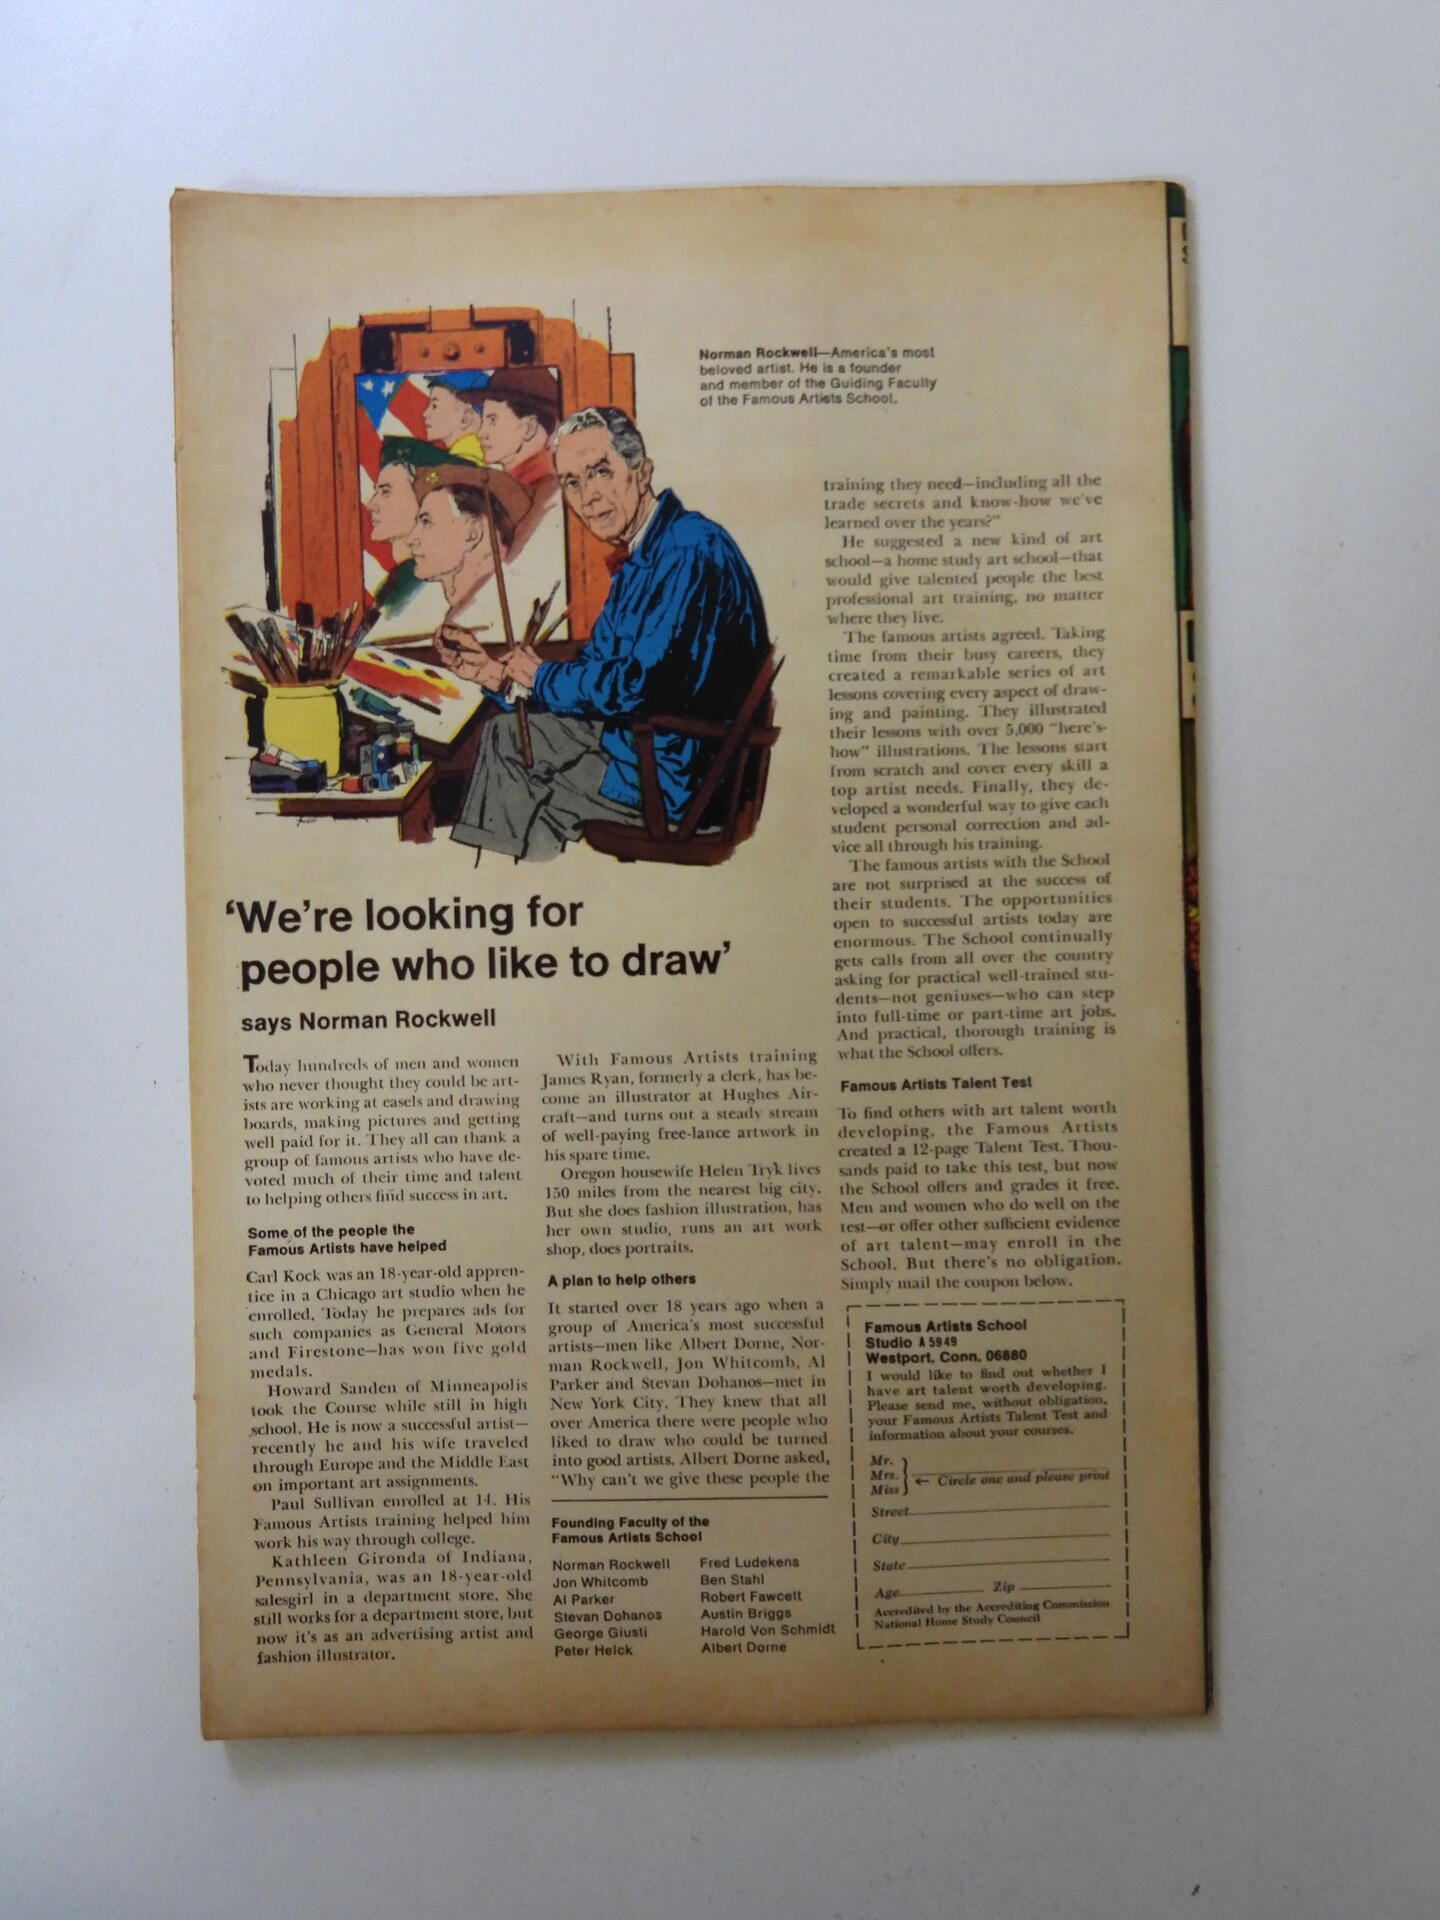 Norman Rockwell—America's most
beloved artist. He is a founder
and member of the Guiding Faculty
of the Famous Artists School.
'We're looking for
people who like to draw'
says Norman Rockwell
Today hundreds of men and women
who never thought they could be art-
ists are working at easels and drawing
boards, making pictures and getting
well paid for it. They all can thank a
group of famous artists who have de-
voted much of their time and talent
to helping others find success in art.
Some of the people the
Famous Artists have helped
Carl Kock was an 18-year-old appren-
tice in a Chicago art studio when he
enrolled. Today he prepares ads for
such companies as General Motors
and Firestone—has won five gold
medals.
Howard Sanden of Minneapolis
took the Course while still in high
school. He is now a successful artist—
recently he and his wife traveled
through Europe and the Middle East
on important art assignments.
Paul Sullivan enrolled at 14. His
Famous Artists training helped him
work his way through college.
Kathleen Gironda of Indiana,
Pennsylvania, was an 18-year-old
salesgirl in a department store. She
still works for a department store, but
now it's as an advertising artist and
fashion illustrator.
With Famous Artists training
James Ryan, formerly a clerk, has be-
come an illustrator at Hughes Air-
craft—and turns out a steady stream
of well-paying free-lance artwork in
his spare time.
Oregon housewife Helen Tryk lives
150 miles from the nearest big city.
But she does fashion illustration, has
her own studio, runs an art work
shop, does portraits.
A plan to help others
It started over 18 years ago when a
group of America's most successful
artists—men like Albert Dorne, Nor-
man Rockwell, Jon Whitcomb, Al
Parker and Stevan Dohanos—met in
New York City. They knew that all
over America there were people who
liked to draw who could be turned
into good artists. Albert Dorne asked,
"Why can't we give these people the
Founding Faculty of the
Famous Artists School
Norman Rockwell
Jon Whitcomb
Al Parker
Stevan Dohanos
George Giusti
Peter Helck
Fred Ludekens
Ben Stahl
Robert Fawcett
Austin Briggs
Harold Von Schmidt
Albert Dorne
training they need—including all the
trade secrets and know-how we've
learned over the years?"
He suggested a new kind of art
school—a home study art school—that
would give talented people the best
professional art training, no matter
where they live.
The famous artists agreed. Taking
time from their busy careers, they
created a remarkable series of art
lessons covering every aspect of draw-
ing and painting. They illustrated
their lessons with over 5,000 "here's-
how" illustrations. The lessons start
from scratch and cover every skill a
top artist needs. Finally, they de-
veloped a wonderful way to give each
student personal correction and ad-
vice all through his training.
The famous artists with the School
are not surprised at the success of
their students. The opportunities
open to successful artists today are
enormous. The School continually
gets calls from all over the country
asking for practical well-trained stu-
dents—not geniuses—who can step
into full-time or part-time art jobs.
And practical, thorough training is
what the School offers.
Famous Artists Talent Test
To find others with art talent worth
developing, the Famous Artists
created a 12-page Talent Test. Thou-
sands paid to take this test, but now
the School offers and grades it free.
Men and women who do well on the
test—or offer other sufficient evidence
of art talent—may enroll in the
School. But there's no obligation.
Simply mail the coupon below.
Famous Artists School
Studio A 5949
Westport, Conn. 06880
I would like to find out whether I
have art talent worth developing.
Please send me, without obligation,
your Famous Artists Talent Test and
information about your courses.
Mr.
Mrs. ← Circle one and please print
Miss
Street
City
State
Age Zip
Accredited by the Accrediting Commission
National Home Study Council